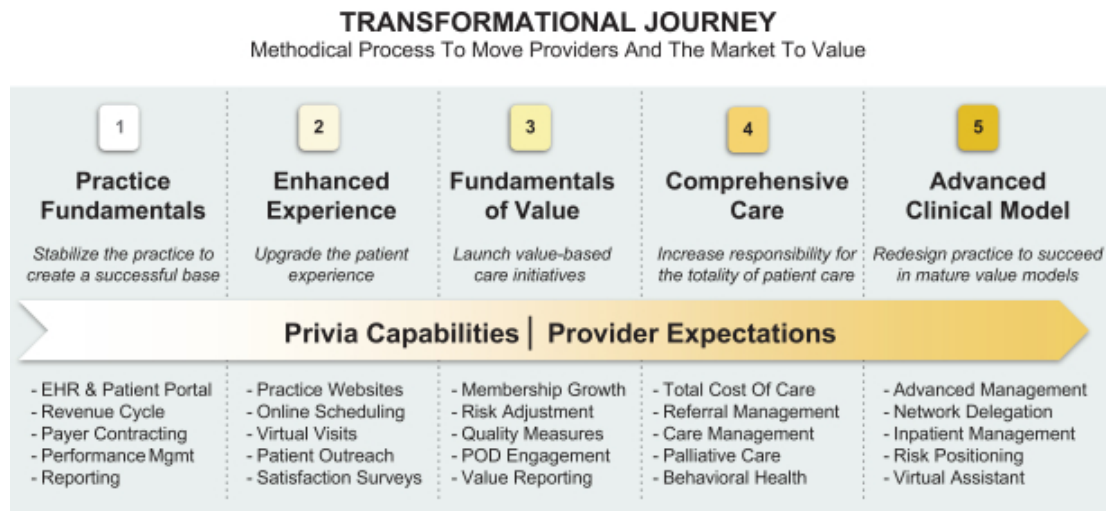 TRANSFORMATIONAL JOURNEY
Methodical Process To Move Providers And The Market To Value
1
Practice
Fundamentals
Stabilize the practice to
create a successful base
2
Enhanced
Experience
Upgrade the patient
experience
3
Fundamentals
of Value
Launch value-based
care initiatives
4
Comprehensive
Care
Increase responsibility for
the totality of patient care
5
Advanced
Clinical Model
Redesign practice to succeed
in mature value models
Privia Capabilities | Provider Expectations
- EHR & Patient Portal
- Revenue Cycle
- Payer Contracting
- Performance Mgmt
- Reporting
- Practice Websites
- Online Scheduling
- Virtual Visits
- Patient Outreach
- Satisfaction Surveys
- Membership Growth
- Risk Adjustment
- Quality Measures
- POD Engagement
- Value Reporting
- Total Cost Of Care
- Referral Management
- Care Management
- Palliative Care
- Behavioral Health
- Advanced Management
- Network Delegation
- Inpatient Management
- Risk Positioning
- Virtual Assistant